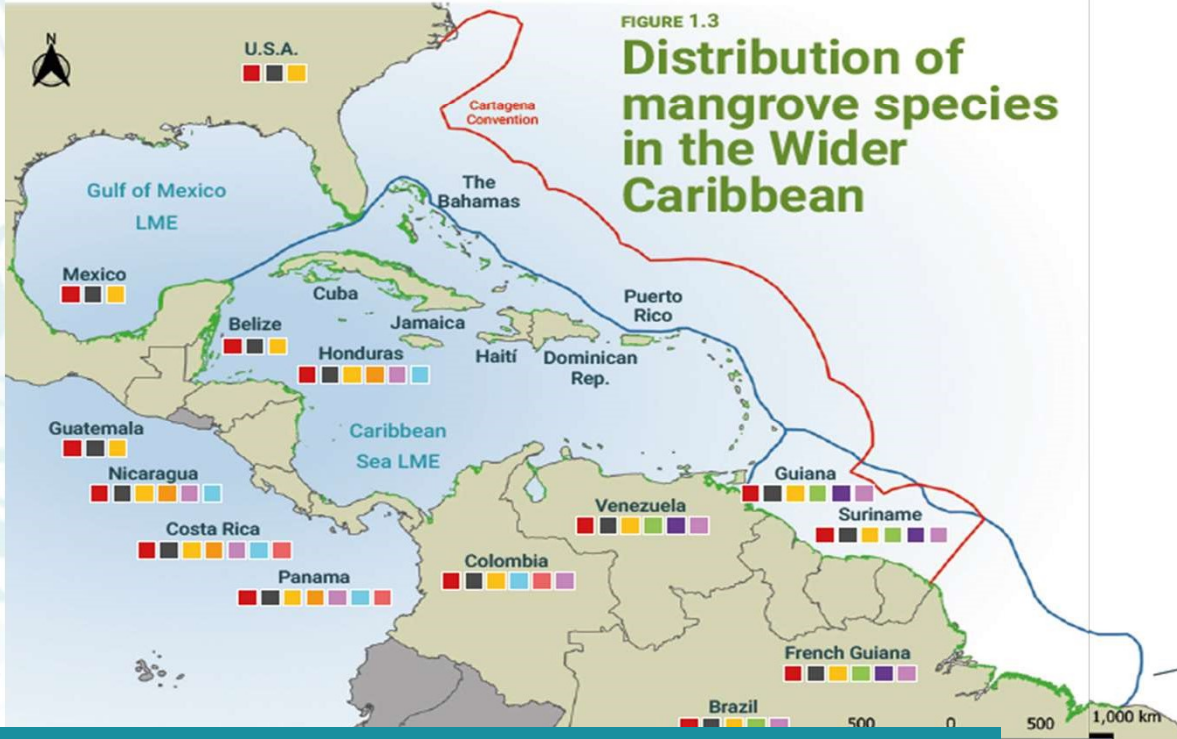 FIGURE 1.3
Distribution of
mangrove species
in the Wider
Caribbean
N
U.S.A.
Cartagena
Convention
Gulf of Mexico
LME
The
Bahamas
Mexico
Cuba
Puerto
Rico
Belize
Jamaica
Haití
Dominican
Rep.
Honduras
Guatemala
Caribbean
Sea LME
Nicaragua
Guiana
Venezuela
Suriname
Costa Rica
Colombia
Panama
French Guiana
Brazil
500
0
500
1,000 km